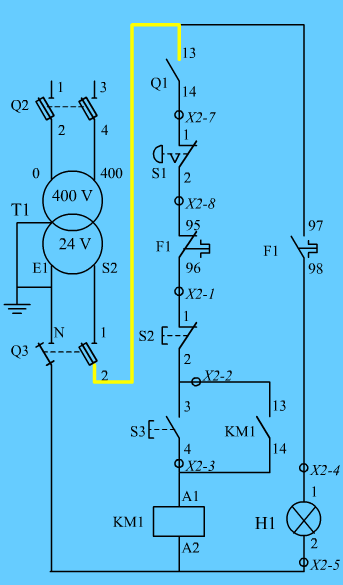 1 3
Q2
2 4
0 400
400 V
T1
24 V
E1 S2
N 1
Q3
2
13
Q1
14
X2-7
1
S1
2
X2-8
95
F1
96
X2-1
1
S2
2
X2-2
3
S3
4
X2-3
13
KM1
14
A1
KM1
A2
97
F1
98
X2-4
1
H1
2
X2-5